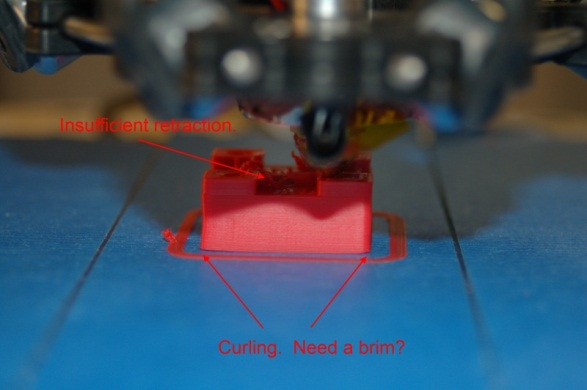 Insufficient retraction.
Curling.  Need a brim?